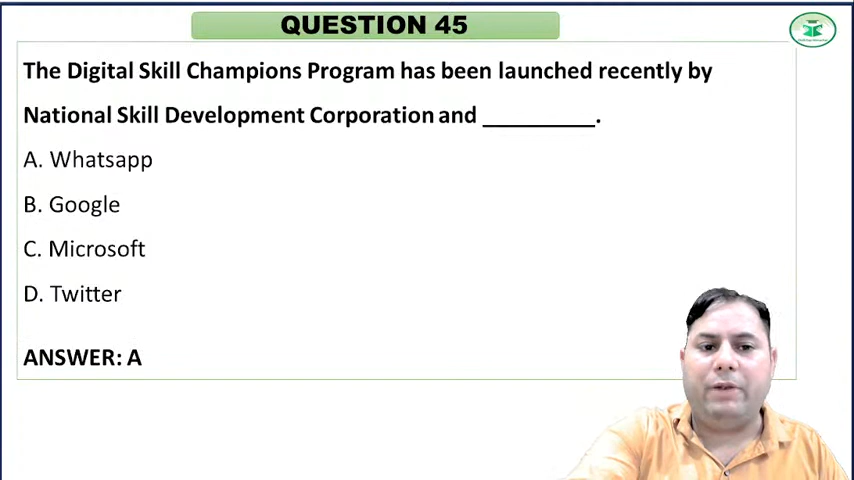 QUESTION 45
The Digital Skill Champions Program has been launched recently by
National Skill Development Corporation and __________.
A. Whatsapp
B. Google
C. Microsoft
D. Twitter
ANSWER: A